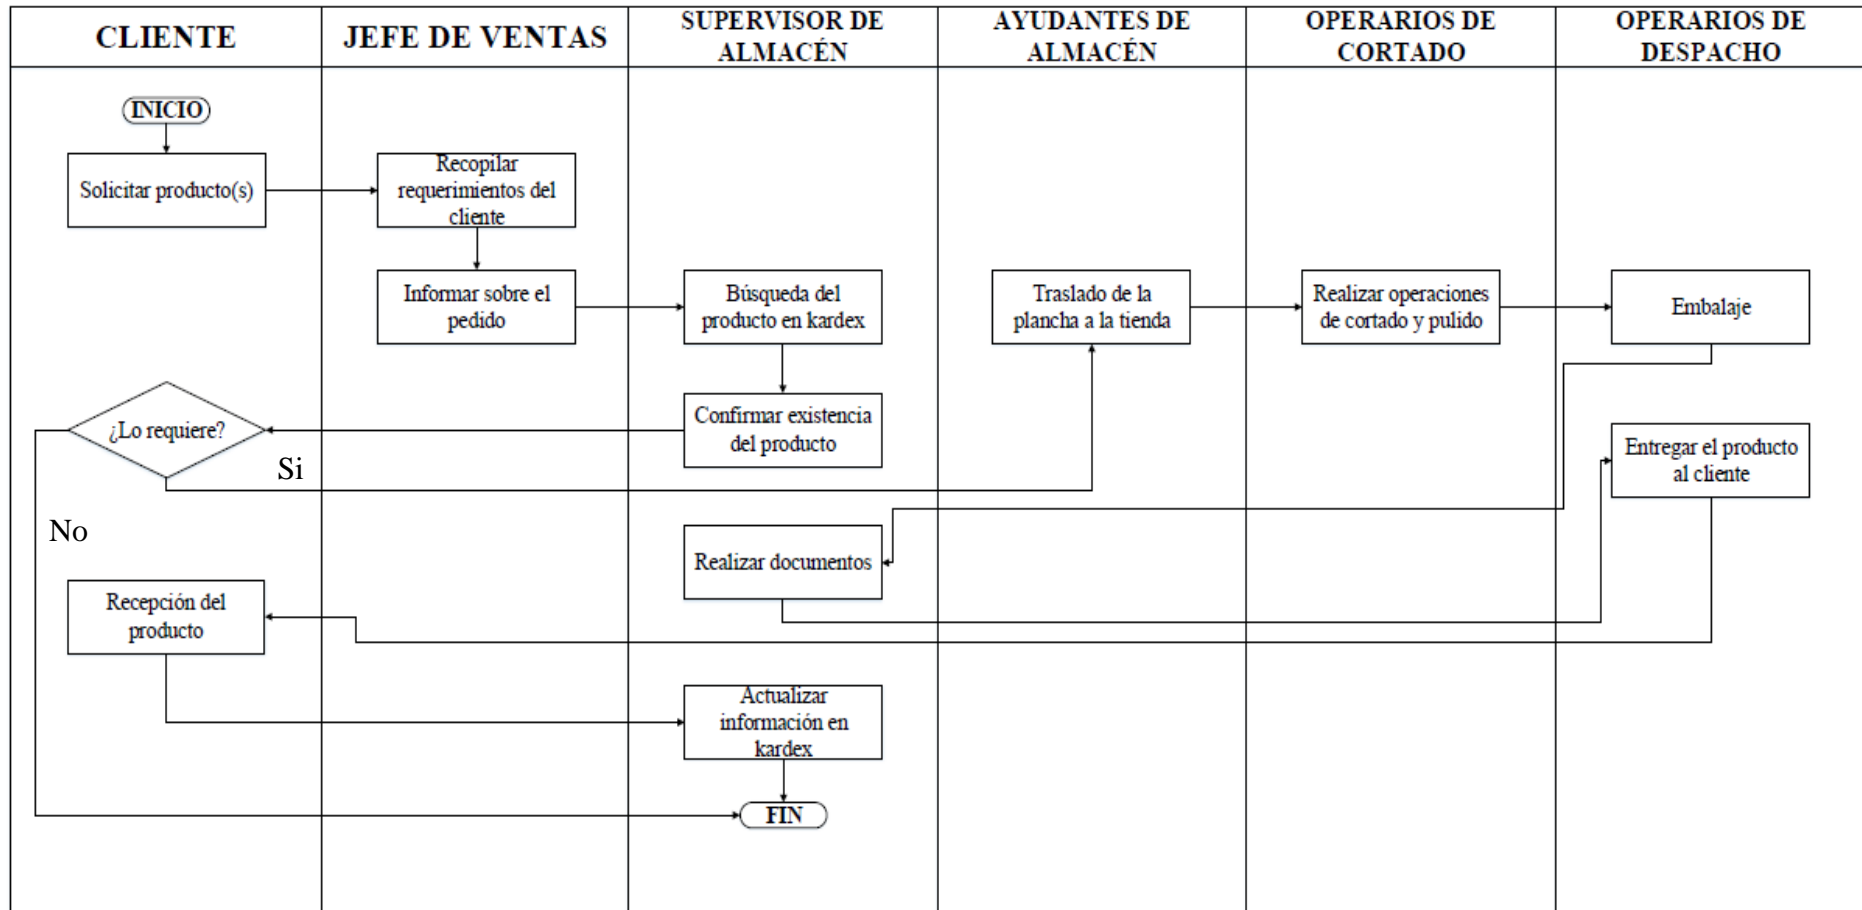 CLIENTE
JEFE DE VENTAS
SUPERVISOR DE
ALMACÉN
AYUDANTES DE
ALMACÉN
OPERARIOS DE
CORTADO
OPERARIOS DE
DESPACHO
INICIO
Solicitar producto(s)
Recopilar
requerimientos del
cliente
Informar sobre el
pedido
Búsqueda del
producto en kardex
Traslado de la
plancha a la tienda
Realizar operaciones
de cortado y pulido
Embalaje
¿Lo requiere?
Confirmar existencia
del producto
Si
Entregar el producto
al cliente
No
Realizar documentos
Recepción del
producto
Actualizar
información en
kardex
FIN